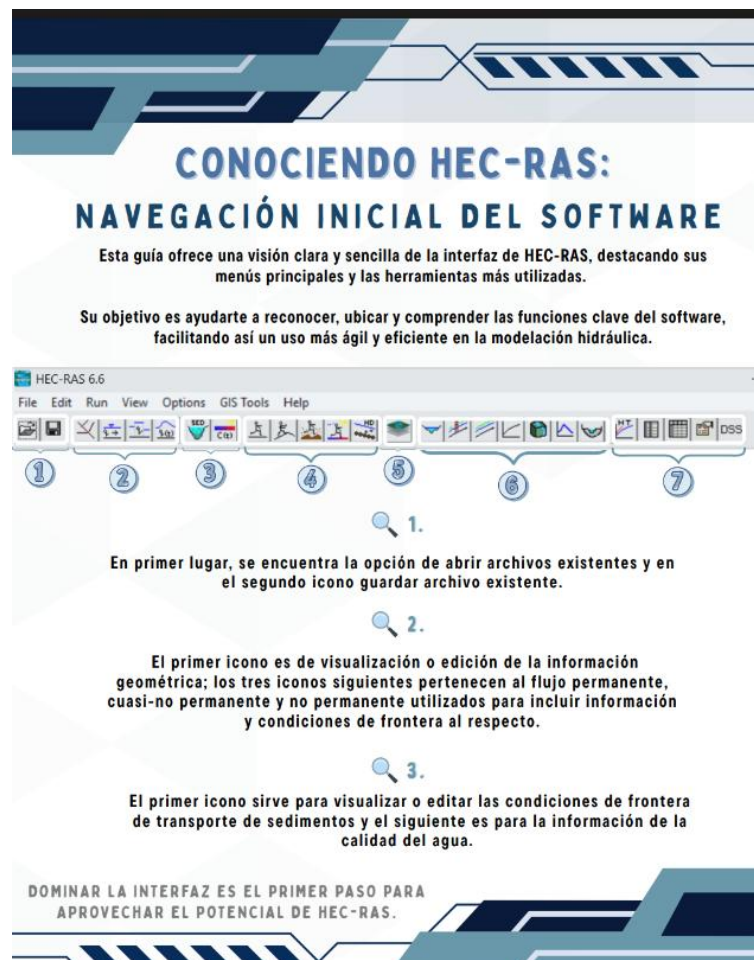 CONOCIENDO HEC-RAS:
NAVEGACIÓN INICIAL DEL SOFTWARE
Esta guía ofrece una visión clara y sencilla de la interfaz de HEC-RAS, destacando sus
menús principales y las herramientas más utilizadas.
Su objetivo es ayudarte a reconocer, ubicar y comprender las funciones clave del software,
facilitando así un uso más ágil y eficiente en la modelación hidráulica.
HEC-RAS 6.6
File Edit Run View Options GIS Tools Help
SED HD HT DSS
1 2 3 4 5 6 7
1.
En primer lugar, se encuentra la opción de abrir archivos existentes y en
el segundo icono guardar archivo existente.
2.
El primer icono es de visualización o edición de la información
geométrica; los tres iconos siguientes pertenecen al flujo permanente,
cuasi-no permanente y no permanente utilizados para incluir información
y condiciones de frontera al respecto.
3.
El primer icono sirve para visualizar o editar las condiciones de frontera
de transporte de sedimentos y el siguiente es para la información de la
calidad del agua.
DOMINAR LA INTERFAZ ES EL PRIMER PASO PARA
APROVECHAR EL POTENCIAL DE HEC-RAS.